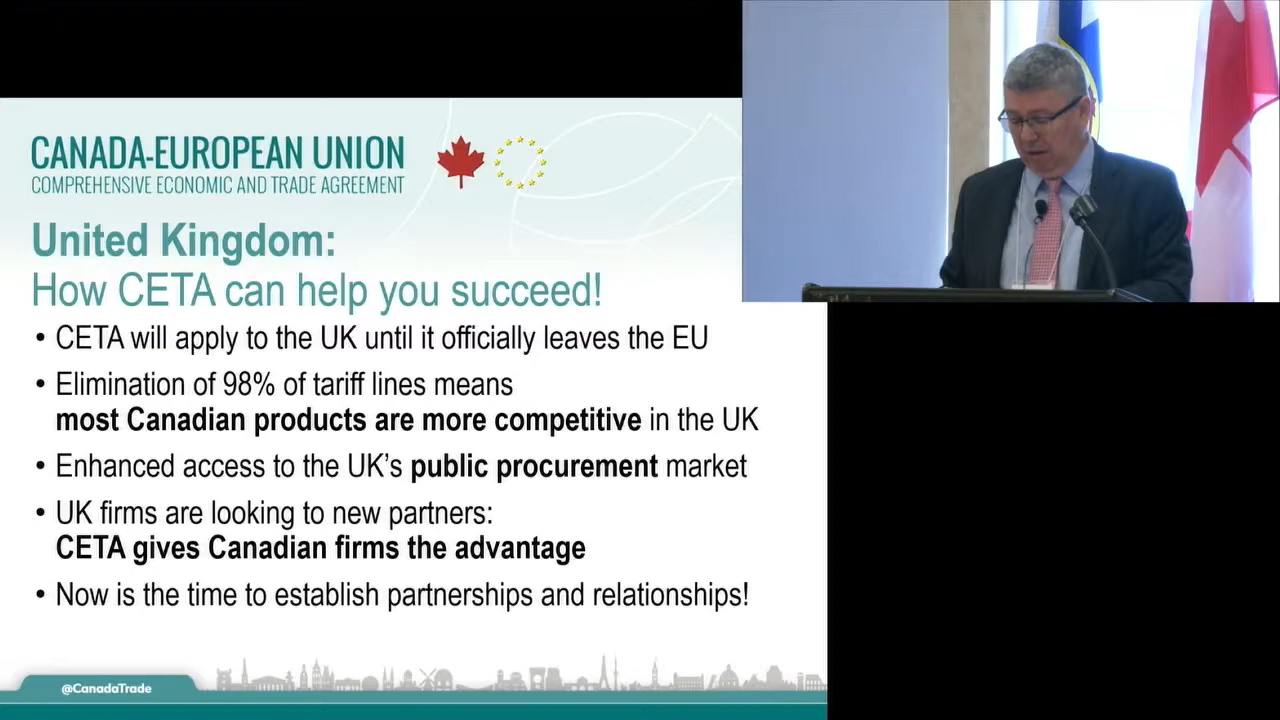 CANADA-EUROPEAN UNION
COMPREHENSIVE ECONOMIC AND TRADE AGREEMENT
United Kingdom:
How CETA can help you succeed!
• CETA will apply to the UK until it officially leaves the EU
• Elimination of 98% of tariff lines means
most Canadian products are more competitive in the UK
• Enhanced access to the UK’s public procurement market
• UK firms are looking to new partners:
CETA gives Canadian firms the advantage
• Now is the time to establish partnerships and relationships!
@CanadaTrade